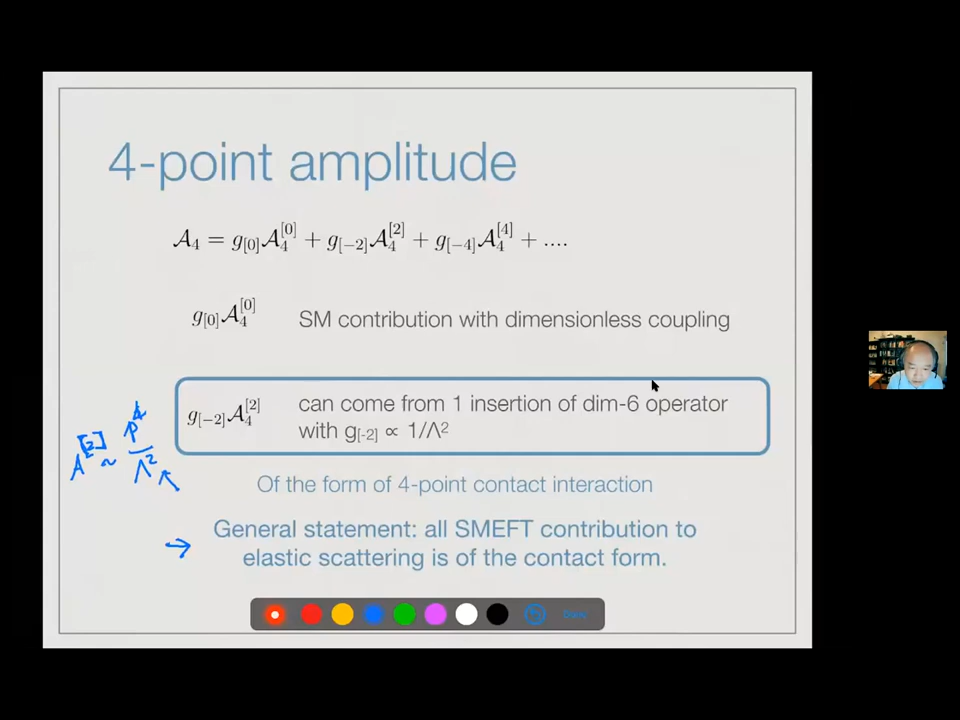 4-point amplitude
𝒜₄ = g[0]𝒜₄^[0] + g[−2]𝒜₄^[2] + g[−4]𝒜₄^[4] + ....
g[0]𝒜₄^[0] SM contribution with dimensionless coupling
g[−2]𝒜₄^[2] can come from 1 insertion of dim-6 operator
with g[-2] ∝ 1/Λ²
A^[2] ~ p⁴/Λ²
Of the form of 4-point contact interaction
→ General statement: all SMEFT contribution to
elastic scattering is of the contact form.